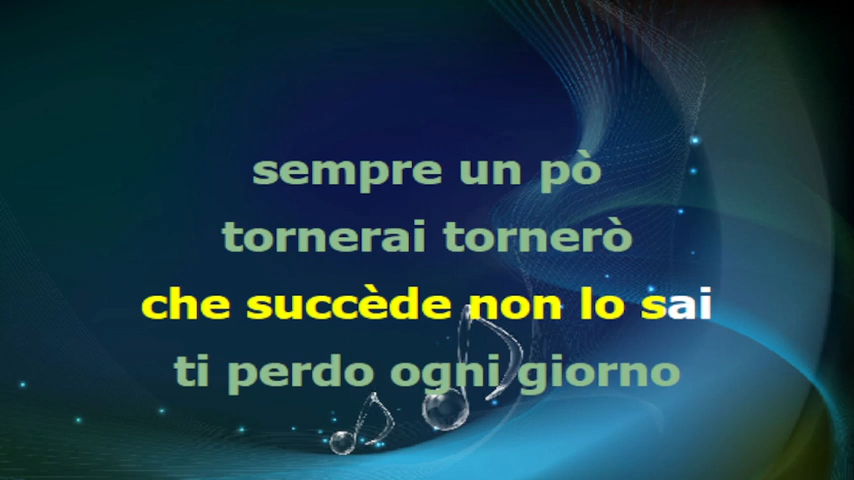 sempre un pò
tornerai tornerò
che succède non lo sai
ti perdo ogni giorno